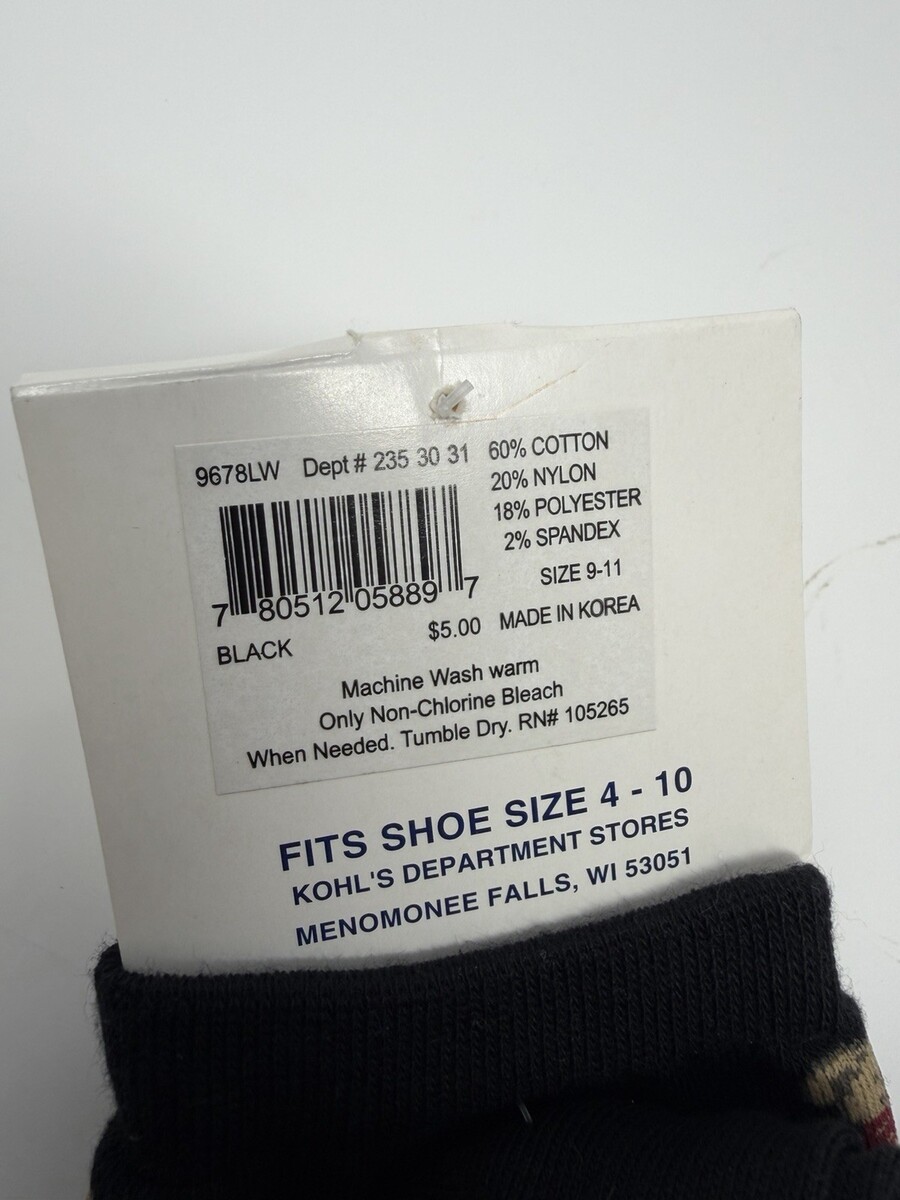 9678LW Dept # 235 30 31
60% COTTON
20% NYLON
18% POLYESTER
2% SPANDEX
SIZE 9-11
7 80512 05889 7
BLACK $5.00 MADE IN KOREA
Machine Wash warm
Only Non-Chlorine Bleach
When Needed. Tumble Dry. RN# 105265
FITS SHOE SIZE 4 - 10
KOHL'S DEPARTMENT STORES
MENOMONEE FALLS, WI 53051